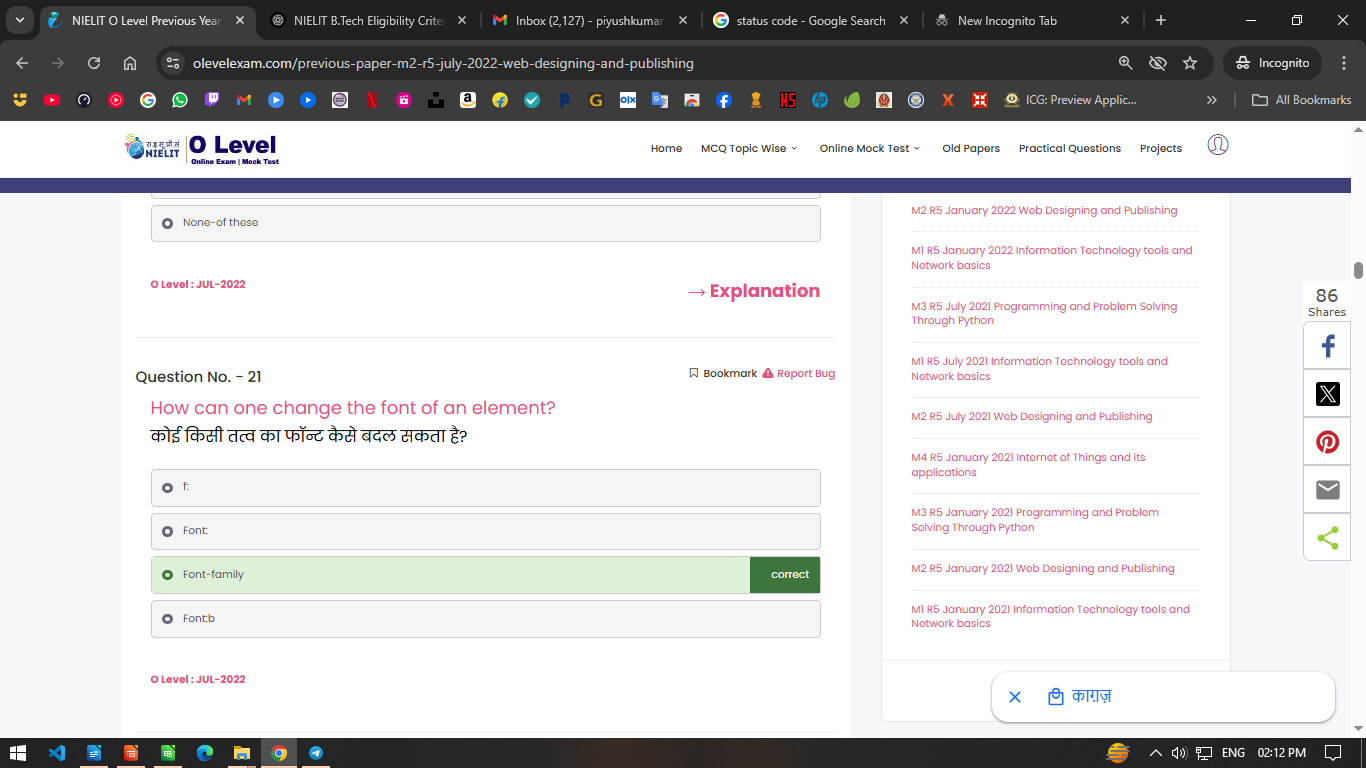 NIELIT O Level Previous Year
NIELIT B.Tech Eligibility Criter
Inbox (2,127) - piyushkumar
status code - Google Search
New Incognito Tab
olevelexam.com/previous-paper-m2-r5-july-2022-web-designing-and-publishing
Incognito
ICG: Preview Applic...
All Bookmarks
रा.इ.सू.प्रौ.सं
NIELIT
O Level
Online Exam | Mock Test
Home
MCQ Topic Wise
Online Mock Test
Old Papers
Practical Questions
Projects
None-of these
O Level : JUL-2022
→ Explanation
Question No. - 21
Bookmark
Report Bug
How can one change the font of an element?
कोई किसी तत्व का फॉन्ट कैसे बदल सकता है?
f:
Font:
Font-family
correct
Font:b
O Level : JUL-2022
M2 R5 January 2022 Web Designing and Publishing
M1 R5 January 2022 Information Technology tools and
Network basics
M3 R5 July 2021 Programming and Problem Solving
Through Python
M1 R5 July 2021 Information Technology tools and
Network basics
M2 R5 July 2021 Web Designing and Publishing
M4 R5 January 2021 Internet of Things and its
applications
M3 R5 January 2021 Programming and Problem
Solving Through Python
M2 R5 January 2021 Web Designing and Publishing
M1 R5 January 2021 Information Technology tools and
Network basics
86
Shares
काग़ज़
ENG
02:12 PM